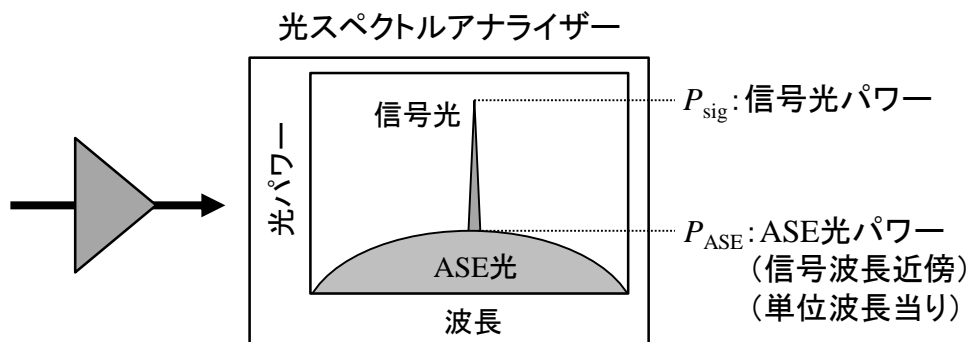 光スペクトルアナライザー
信号光
P_sig：信号光パワー
光パワー
P_ASE：ASE光パワー
（信号波長近傍）
（単位波長当り）
ASE光
波長